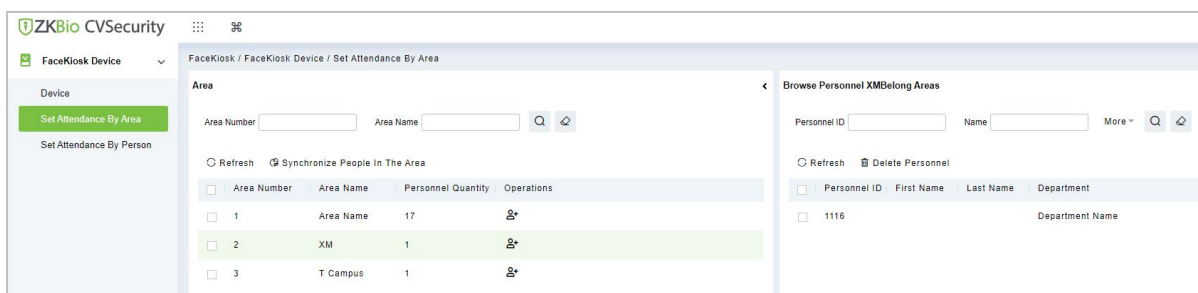 ZKBio CVSecurity
FaceKiosk Device
Device
Set Attendance By Area
Set Attendance By Person
FaceKiosk / FaceKiosk Device / Set Attendance By Area
Area
Area Number Area Name
Refresh Synchronize People In The Area
Area Number Area Name Personnel Quantity Operations
1 Area Name 17
2 XM 1
3 T Campus 1
Browse Personnel XMBelong Areas
Personnel ID Name More
Refresh Delete Personnel
Personnel ID First Name Last Name Department
1116 Department Name